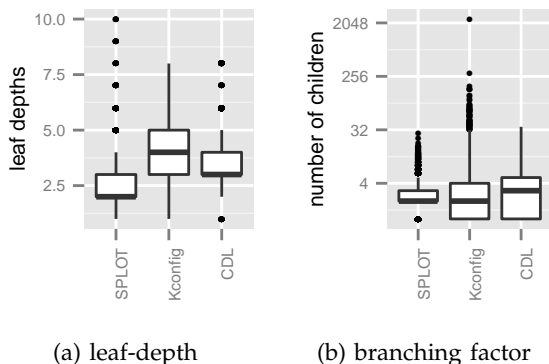 leaf depths
10.0
7.5
5.0
2.5
SPLOT
Kconfig
CDL
(a) leaf-depth
number of children
2048
256
32
4
SPLOT
Kconfig
CDL
(b) branching factor